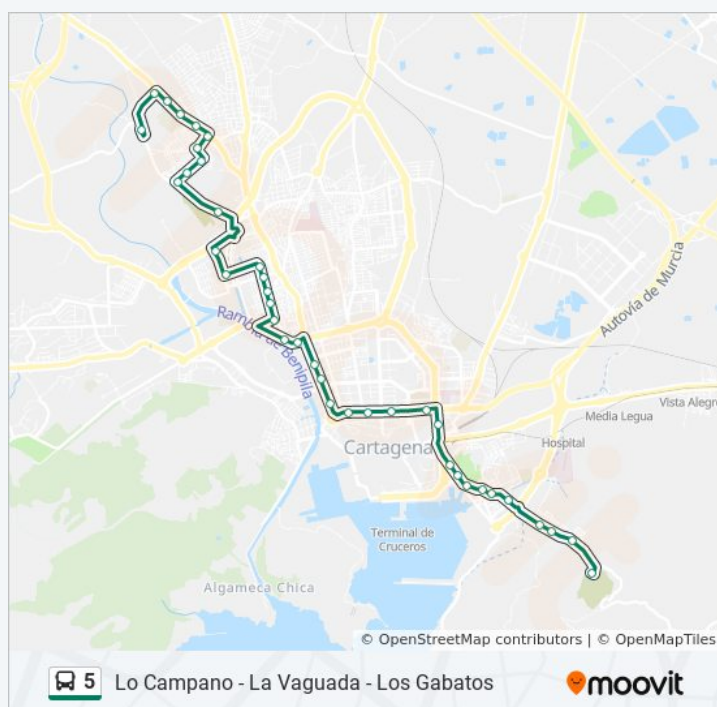 Autovía de Murcia
Rambla de Benipila
Vista Alegre
Media Legua
Cartagena
Hospital
Terminal de
Cruceros
Algameca Chica
© OpenStreetMap contributors | © OpenMapTiles
5 Lo Campano - La Vaguada - Los Gabatos
moovit